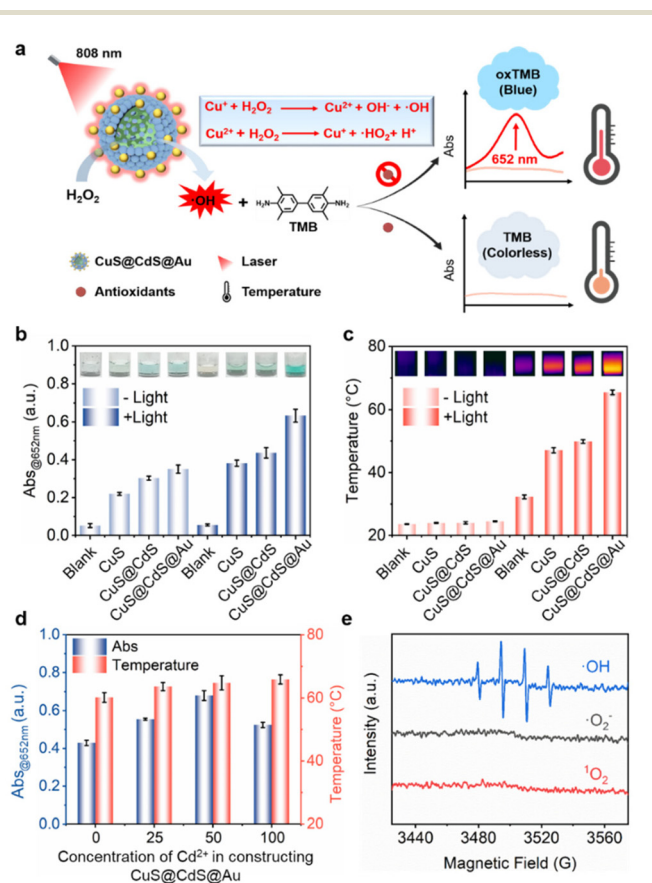 a
808 nm
H₂O₂
Cu⁺ + H₂O₂ ⟶ Cu²⁺ + OH⁻ + ·OH
Cu²⁺ + H₂O₂ ⟶ Cu⁺ + ·HO₂+ H⁺
·OH
+
H₂N
NH₂
TMB
oxTMB
(Blue)
Abs
652 nm
TMB
(Colorless)
Abs
CuS@CdS@Au
Laser
Antioxidants
Temperature
b
Abs@652nm (a.u.)
1.0
0.8
0.6
0.4
0.2
0.0
- Light
+Light
Blank
CuS
CuS@CdS
CuS@CdS@Au
Blank
CuS
CuS@CdS
CuS@CdS@Au
c
Temperature (°C)
80
60
40
20
- Light
+Light
Blank
CuS
CuS@CdS
CuS@CdS@Au
Blank
CuS
CuS@CdS
CuS@CdS@Au
d
Abs@652nm (a.u.)
1.0
0.8
0.6
0.4
0.2
0.0
Abs
Temperature
80
60
40
20
Temperature (°C)
0 25 50 100
Concentration of Cd²⁺ in constructing
CuS@CdS@Au
e
Intensity (a.u.)
·OH
·O₂⁻
¹O₂
3440 3480 3520 3560
Magnetic Field (G)